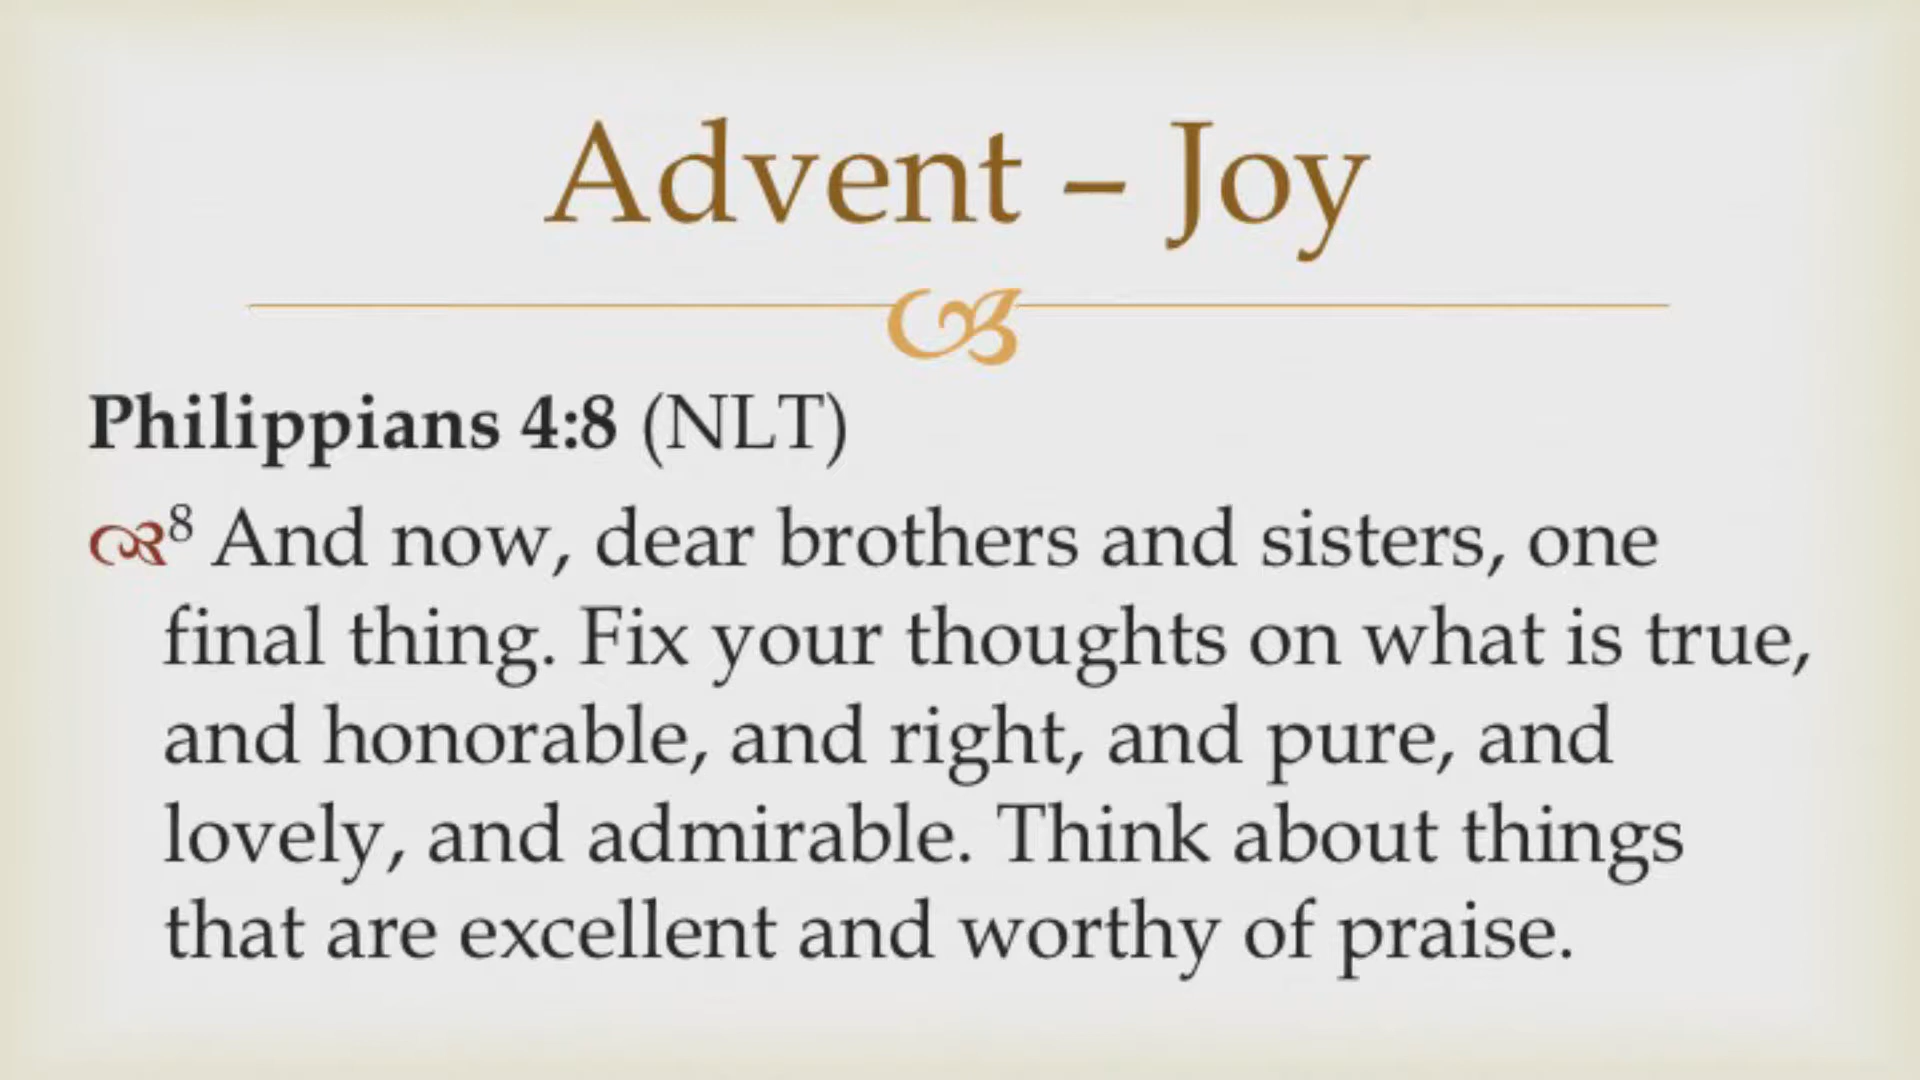 Advent – Joy
Philippians 4:8 (NLT)
8 And now, dear brothers and sisters, one
final thing. Fix your thoughts on what is true,
and honorable, and right, and pure, and
lovely, and admirable. Think about things
that are excellent and worthy of praise.